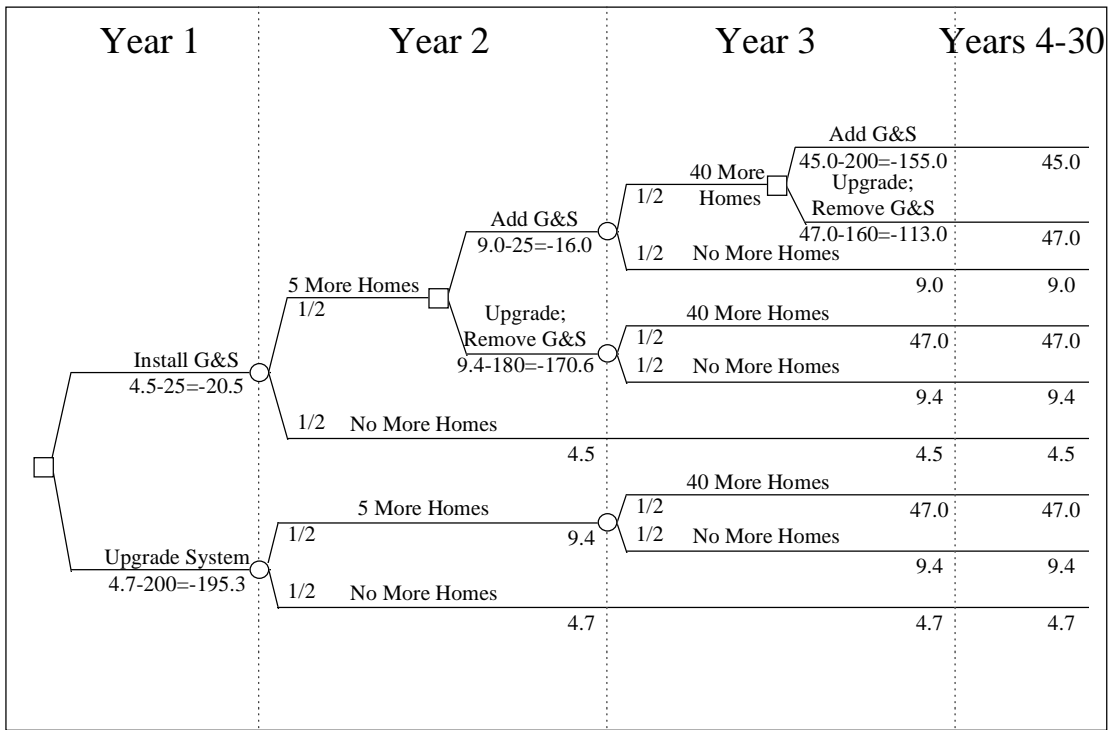 Year 1 Year 2 Year 3 Years 4-30
Add G&S
45.0-200=-155.0 45.0
40 More
Homes
1/2
Upgrade;
Remove G&S
47.0-160=-113.0 47.0
Add G&S
9.0-25=-16.0
1/2 No More Homes
9.0 9.0
5 More Homes
1/2
Upgrade;
Remove G&S
9.4-180=-170.6
40 More Homes
1/2 47.0 47.0
1/2 No More Homes
9.4 9.4
Install G&S
4.5-25=-20.5
1/2 No More Homes
4.5 4.5 4.5
40 More Homes
1/2 47.0 47.0
5 More Homes
1/2 9.4
1/2 No More Homes
9.4 9.4
Upgrade System
4.7-200=-195.3
1/2 No More Homes
4.7 4.7 4.7